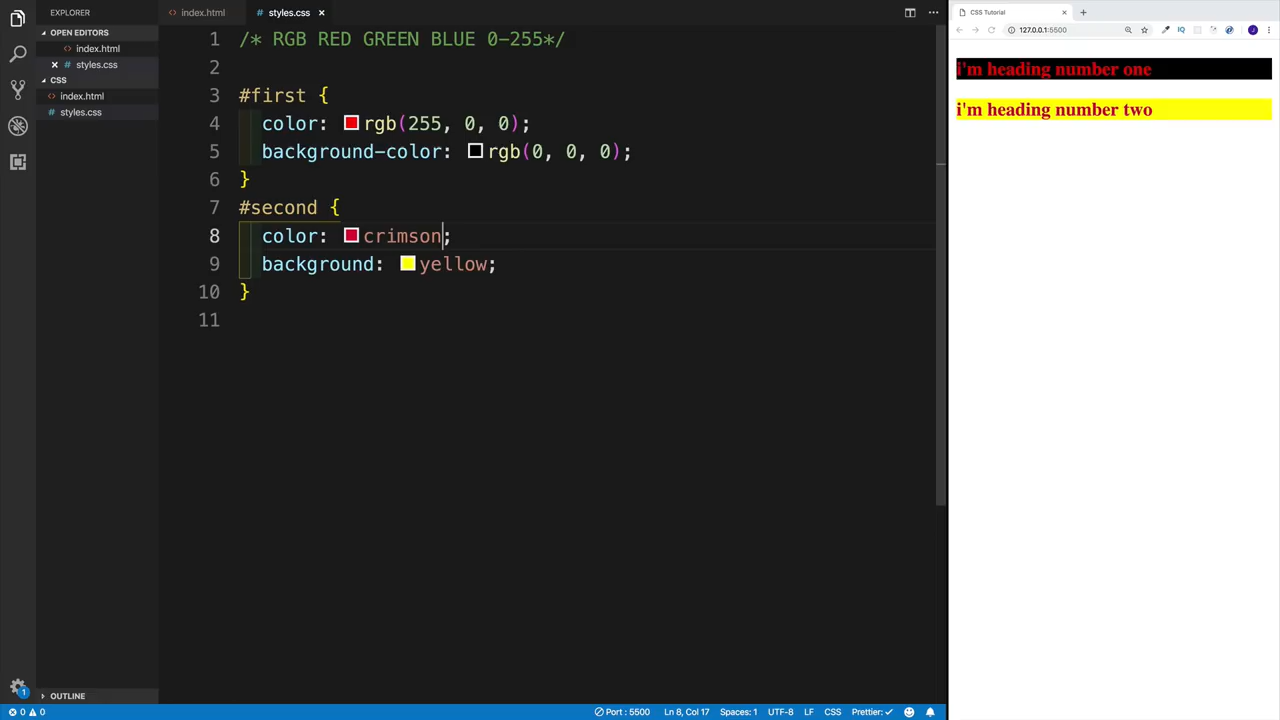 EXPLORER
OPEN EDITORS
index.html
styles.css
CSS
index.html
styles.css
OUTLINE
1
index.html
styles.css
1 /* RGB RED GREEN BLUE 0-255*/
2
3 #first {
4 color: rgb(255, 0, 0);
5 background-color: rgb(0, 0, 0);
6 }
7 #second {
8 color: crimson;
9 background: yellow;
10 }
11
0 0 Port : 5500 Ln 8, Col 17 Spaces: 1 UTF-8 LF CSS Prettier: ✓
CSS Tutorial
127.0.0.1:5500 IQ J
i'm heading number one
i'm heading number two